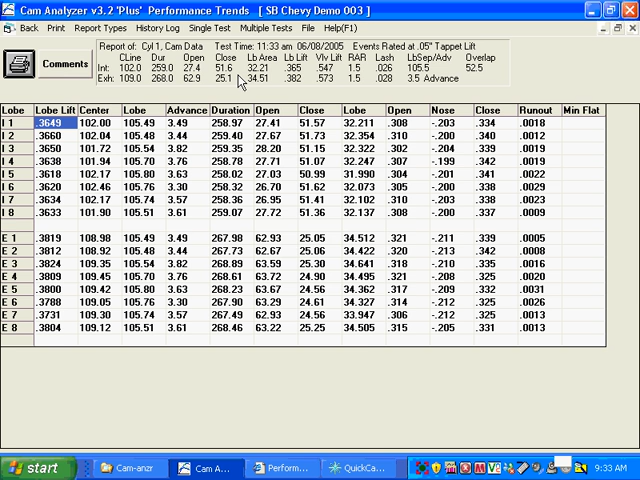 Cam Analyzer v3.2 'Plus' Performance Trends [ SB Chevy Demo 003 ]
Back Print Report Types History Log Single Test Multiple Tests File Help(F1)
Comments
Report of: Cyl 1, Cam Data Test Time: 11:33 am 06/08/2005 Events Rated at .05" Tappet Lift
CLine Dur Open Close Lb Area Lb Lift Vlv Lift RAR Lash LbSep/Adv Overlap
Int: 102.0 259.0 27.4 51.6 32.21 .365 .547 1.5 .026 105.5 52.5
Exh: 109.0 268.0 62.9 25.1 34.51 .382 .573 1.5 .028 3.5 Advance
Lobe Lobe Lift Center Lobe Advance Duration Open Close Lobe Open Nose Close Runout Min Flat
I 1 .3649 102.00 105.49 3.49 258.97 27.41 51.57 32.211 .308 -.203 .334 0.0018
I 2 .3660 102.04 105.48 3.44 259.40 27.67 51.73 32.354 .310 -.200 .340 0.0012
I 3 .3650 101.72 105.54 3.82 259.35 28.20 51.15 32.322 .302 -.204 .339 0.0019
I 4 .3638 101.94 105.70 3.76 258.78 27.71 51.07 32.247 .307 -.199 .342 0.0019
I 5 .3618 102.17 105.80 3.63 258.02 27.03 50.99 31.990 .304 -.201 .341 0.0022
I 6 .3620 102.46 105.76 3.30 258.32 26.70 51.62 32.073 .305 -.200 .338 0.0029
I 7 .3634 102.17 105.74 3.57 258.36 26.95 51.41 32.102 .310 -.203 .338 0.0017
I 8 .3633 101.90 105.51 3.61 259.07 27.72 51.36 32.137 .308 -.200 .337 0.0009
E 1 .3819 108.98 105.49 3.49 267.98 62.93 25.05 34.512 .321 -.211 .339 0.0005
E 2 .3812 108.92 105.48 3.44 267.73 62.67 25.06 34.422 .320 -.213 .342 0.0008
E 3 .3824 109.35 105.54 3.82 268.89 63.59 25.30 34.641 .318 -.210 .335 0.0016
E 4 .3809 109.45 105.70 3.76 268.61 63.72 24.90 34.495 .321 -.208 .325 0.0020
E 5 .3800 109.42 105.80 3.63 268.23 63.67 24.56 34.362 .317 -.209 .332 0.0031
E 6 .3788 109.05 105.76 3.30 267.90 63.29 24.61 34.327 .314 -.212 .325 0.0026
E 7 .3731 109.30 105.74 3.57 267.49 62.93 24.56 33.947 .306 -.212 .331 0.0013
E 8 .3804 109.12 105.51 3.61 268.46 63.22 25.25 34.505 .315 -.205 .331 0.0013
start Cam-anzr Cam A... Perform... QuickCa... 9:33 AM